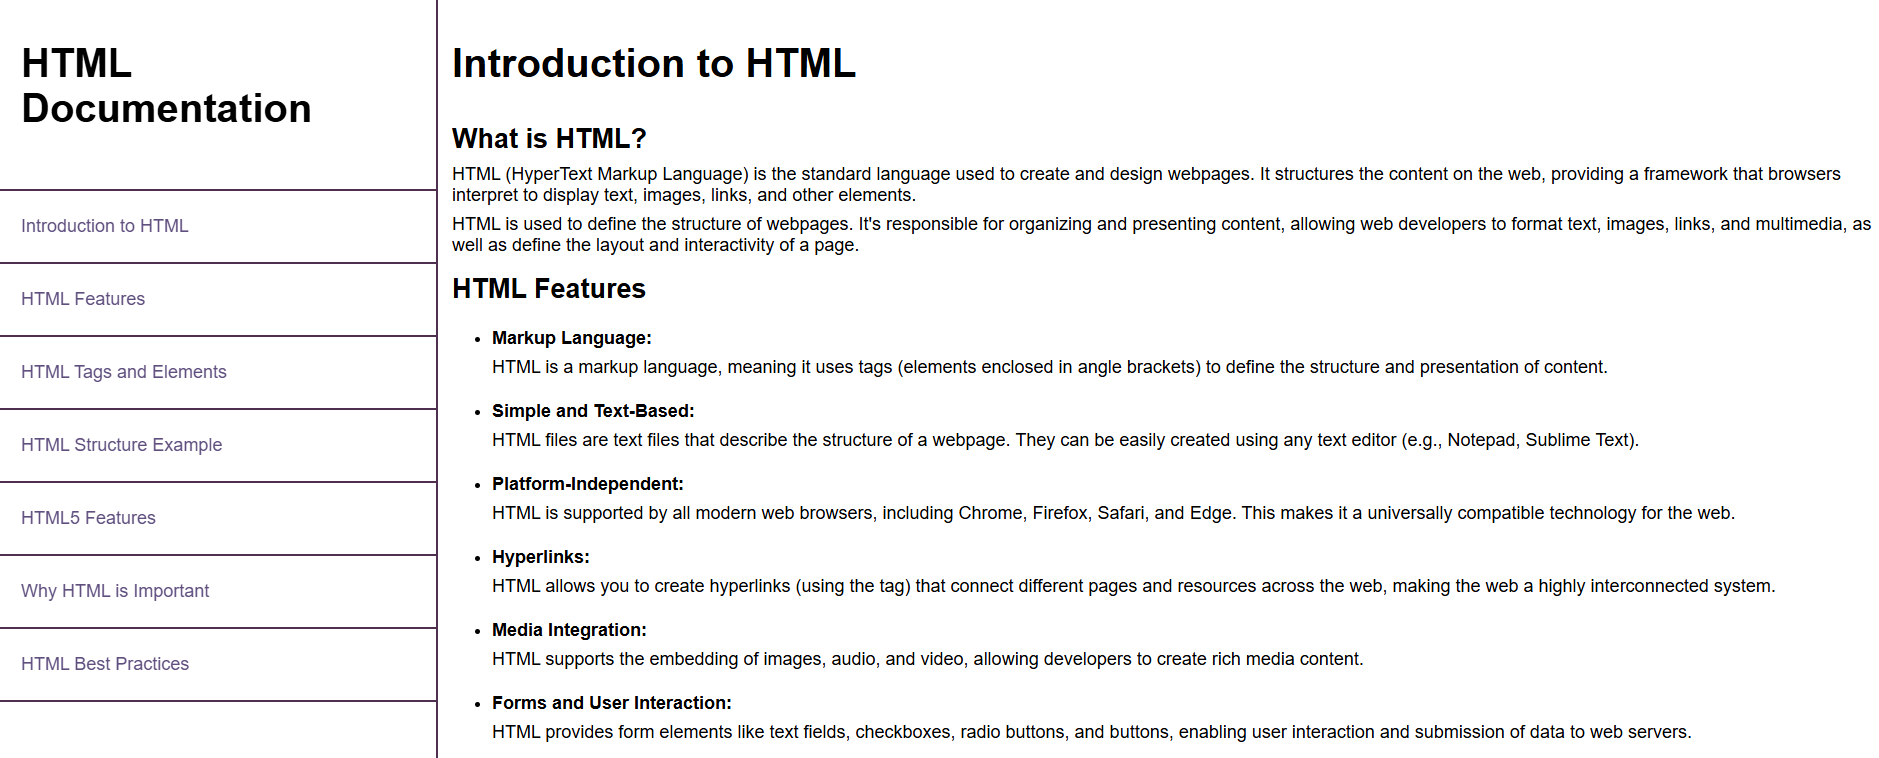 HTML
Documentation
Introduction to HTML
HTML Features
HTML Tags and Elements
HTML Structure Example
HTML5 Features
Why HTML is Important
HTML Best Practices
Introduction to HTML
What is HTML?
HTML (HyperText Markup Language) is the standard language used to create and design webpages. It structures the content on the web, providing a framework that browsers
interpret to display text, images, links, and other elements.
HTML is used to define the structure of webpages. It's responsible for organizing and presenting content, allowing web developers to format text, images, links, and multimedia, as
well as define the layout and interactivity of a page.
HTML Features
• Markup Language:
HTML is a markup language, meaning it uses tags (elements enclosed in angle brackets) to define the structure and presentation of content.
• Simple and Text-Based:
HTML files are text files that describe the structure of a webpage. They can be easily created using any text editor (e.g., Notepad, Sublime Text).
• Platform-Independent:
HTML is supported by all modern web browsers, including Chrome, Firefox, Safari, and Edge. This makes it a universally compatible technology for the web.
• Hyperlinks:
HTML allows you to create hyperlinks (using the tag) that connect different pages and resources across the web, making the web a highly interconnected system.
• Media Integration:
HTML supports the embedding of images, audio, and video, allowing developers to create rich media content.
• Forms and User Interaction:
HTML provides form elements like text fields, checkboxes, radio buttons, and buttons, enabling user interaction and submission of data to web servers.